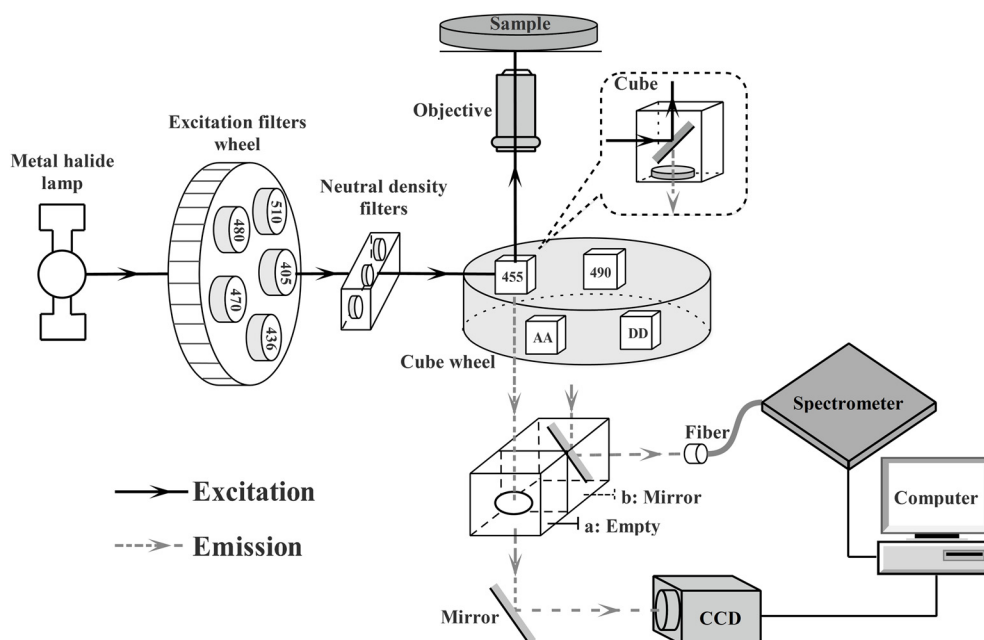 Sample
Cube
Objective
Excitation filters
wheel
Metal halide
lamp
Neutral density
filters
510
480
405
470
436
455
490
AA
DD
Cube wheel
Spectrometer
Fiber
Computer
Excitation
b: Mirror
a: Empty
Emission
Mirror
CCD